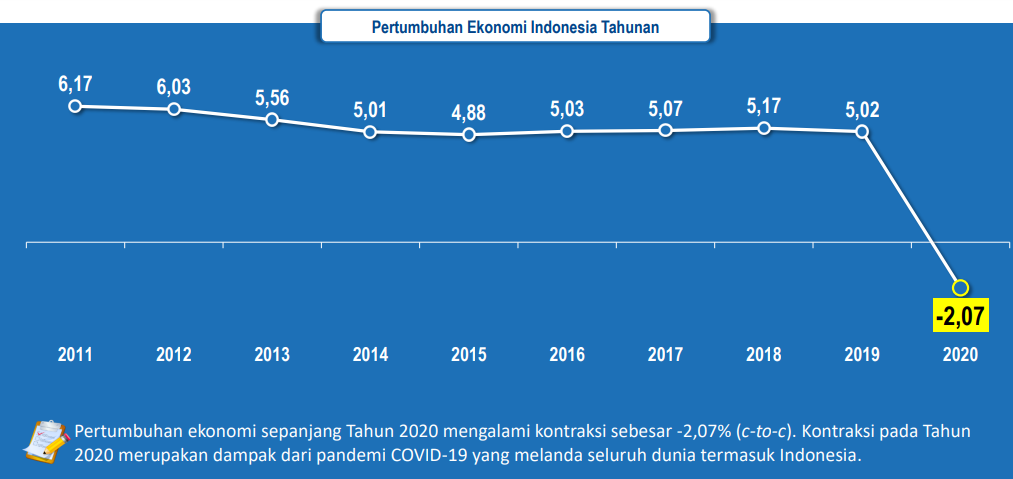 Pertumbuhan Ekonomi Indonesia Tahunan
6,17 6,03 5,56 5,01 4,88 5,03 5,07 5,17 5,02
-2,07
2011 2012 2013 2014 2015 2016 2017 2018 2019 2020
Pertumbuhan ekonomi sepanjang Tahun 2020 mengalami kontraksi sebesar -2,07% (c-to-c). Kontraksi pada Tahun
2020 merupakan dampak dari pandemi COVID-19 yang melanda seluruh dunia termasuk Indonesia.